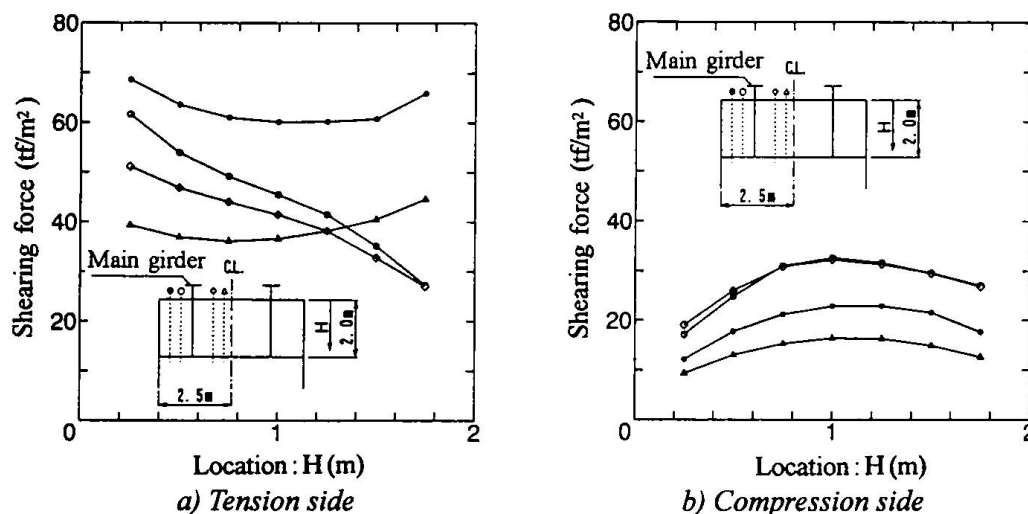 80
60
40
20
0
1
2
Shearing force (tf/m²)
Location : H (m)
Main girder
C.L.
H
2.0m
2.5m
a) Tension side
80
60
40
20
0
1
2
Shearing force (tf/m²)
Location : H (m)
Main girder
C.L.
H
2.0m
2.5m
b) Compression side